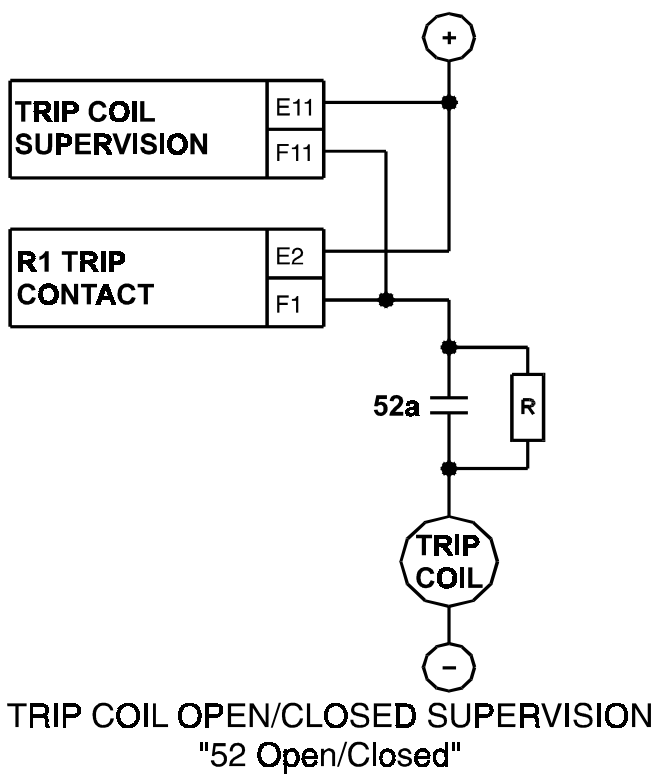 +
TRIP COIL
SUPERVISION
E11
F11
R1 TRIP
CONTACT
E2
F1
52a
R
TRIP
COIL
−
TRIP COIL OPEN/CLOSED SUPERVISION
"52 Open/Closed"